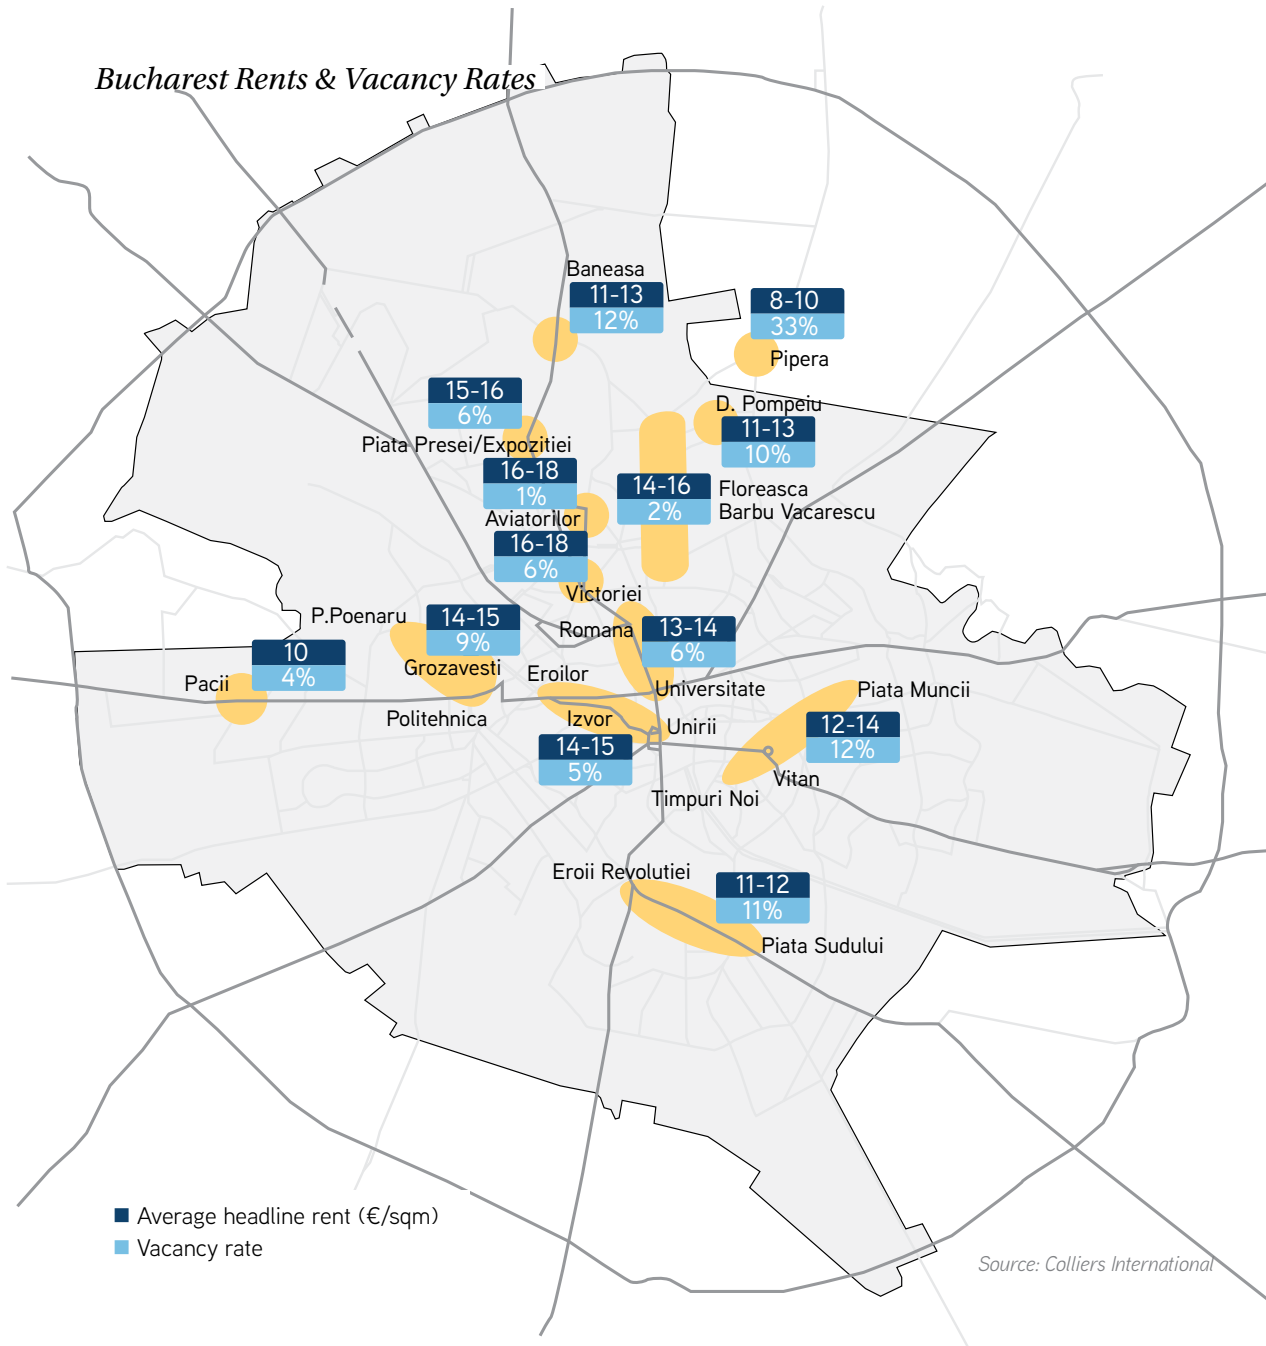 Bucharest Rents & Vacancy Rates
Baneasa
11-13
12%
8-10
33%
Pipera
15-16
6%
Piata Presei/Expozitiei
D. Pompeiu
11-13
10%
16-18
1%
Aviatorilor
14-16
2%
Floreasca
Barbu Vacarescu
16-18
6%
Victoriei
P.Poenaru
14-15
9%
Grozavesti
Politehnica
Romana
13-14
6%
Universitate
10
4%
Pacii
Eroilor
Izvor
Unirii
14-15
5%
Piata Muncii
12-14
12%
Vitan
Timpuri Noi
Eroii Revolutiei
11-12
11%
Piata Sudului
Average headline rent (€/sqm)
Vacancy rate
Source: Colliers International